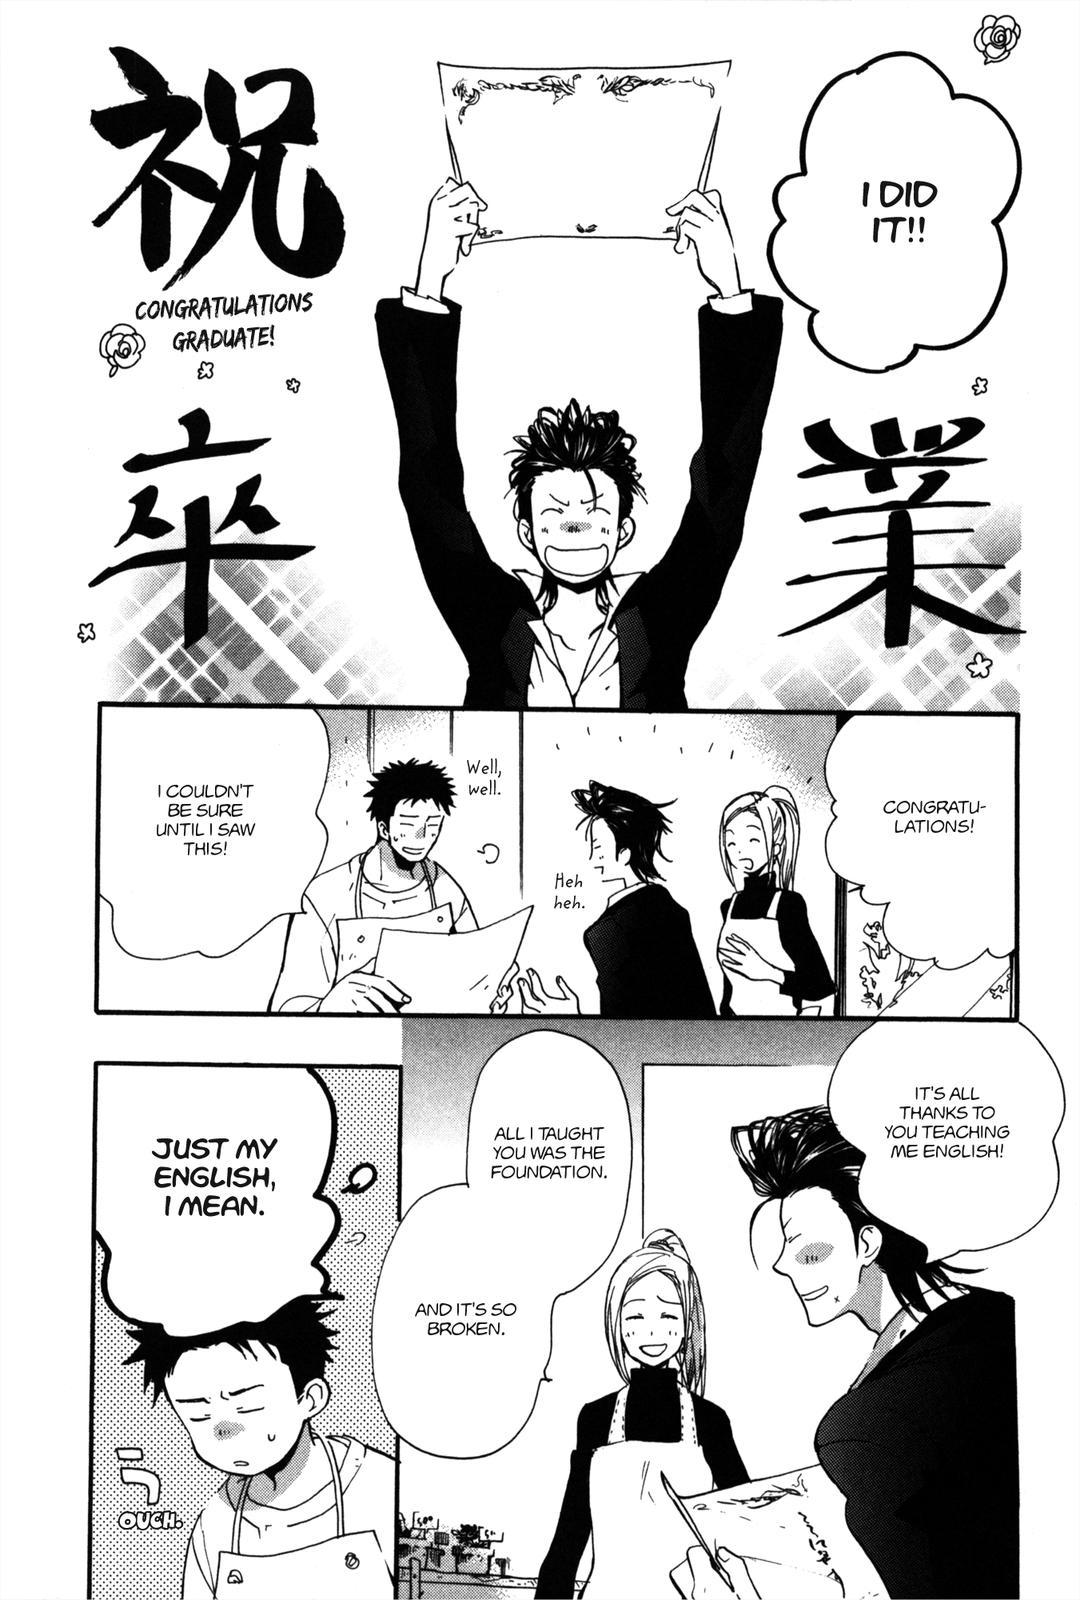 I DID
IT!!
祝
CONGRATULATIONS
GRADUATE!
卒
業
CONGRATU-
LATIONS!
Heh
heh.
Well,
well.
I COULDN'T
BE SURE
UNTIL I SAW
THIS!
IT'S ALL
THANKS TO
YOU TEACHING
ME ENGLISH!
ALL I TAUGHT
YOU WAS THE
FOUNDATION.
AND IT'S SO
BROKEN.
JUST MY
ENGLISH,
I MEAN.
う
OUCH.